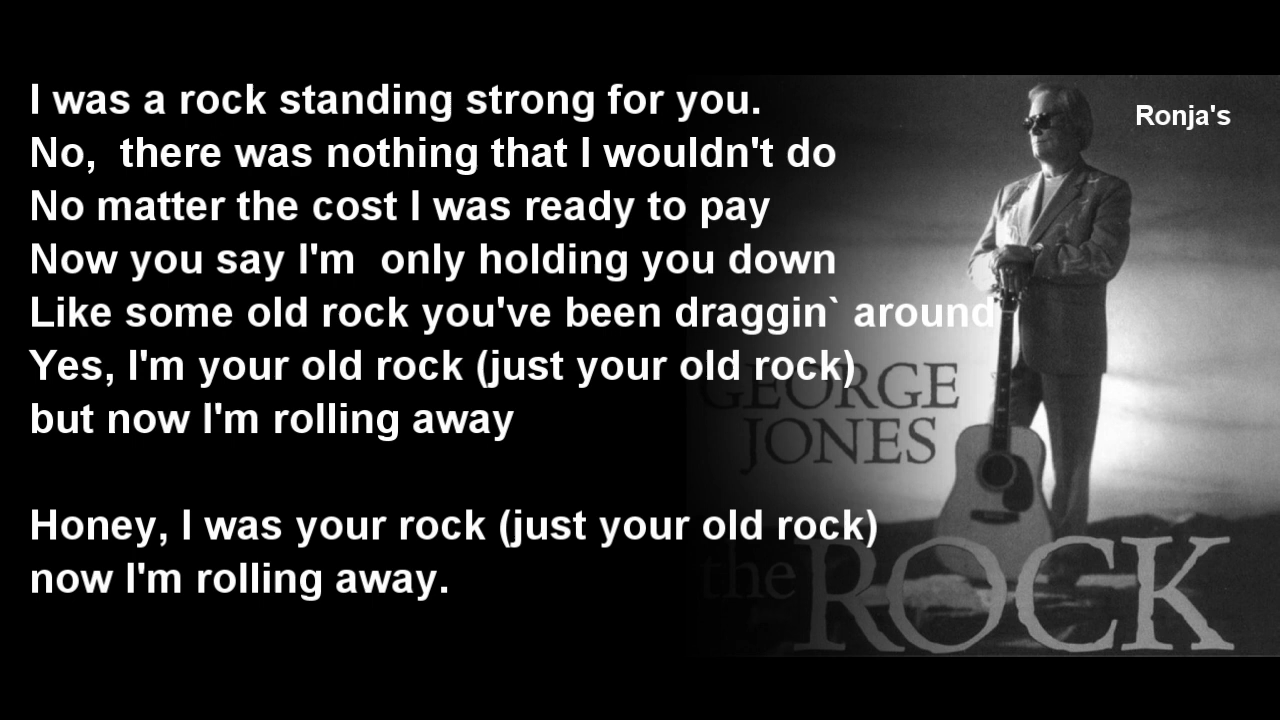 I was a rock standing strong for you.
No,  there was nothing that I wouldn't do
No matter the cost I was ready to pay
Now you say I'm  only holding you down
Like some old rock you've been draggin` around
Yes, I'm your old rock (just your old rock)
but now I'm rolling away
Honey, I was your rock (just your old rock)
now I'm rolling away.
Ronja's
GEORGE
JONES
the ROCK